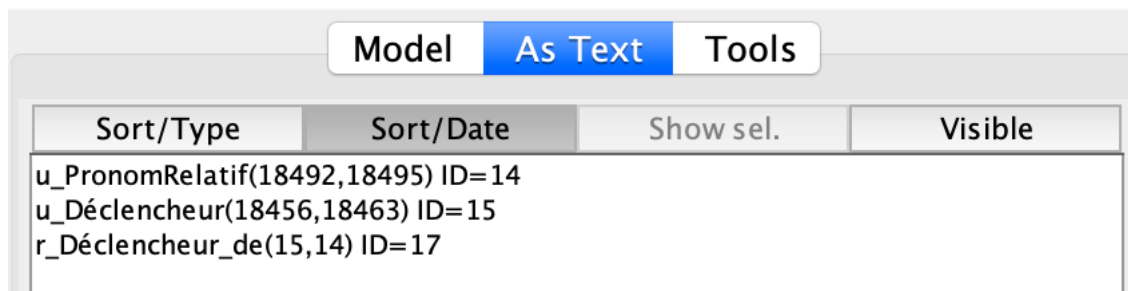 Model As Text Tools
Sort/Type Sort/Date Show sel. Visible
u_PronomRelatif(18492,18495) ID=14
u_Déclencheur(18456,18463) ID=15
r_Déclencheur_de(15,14) ID=17